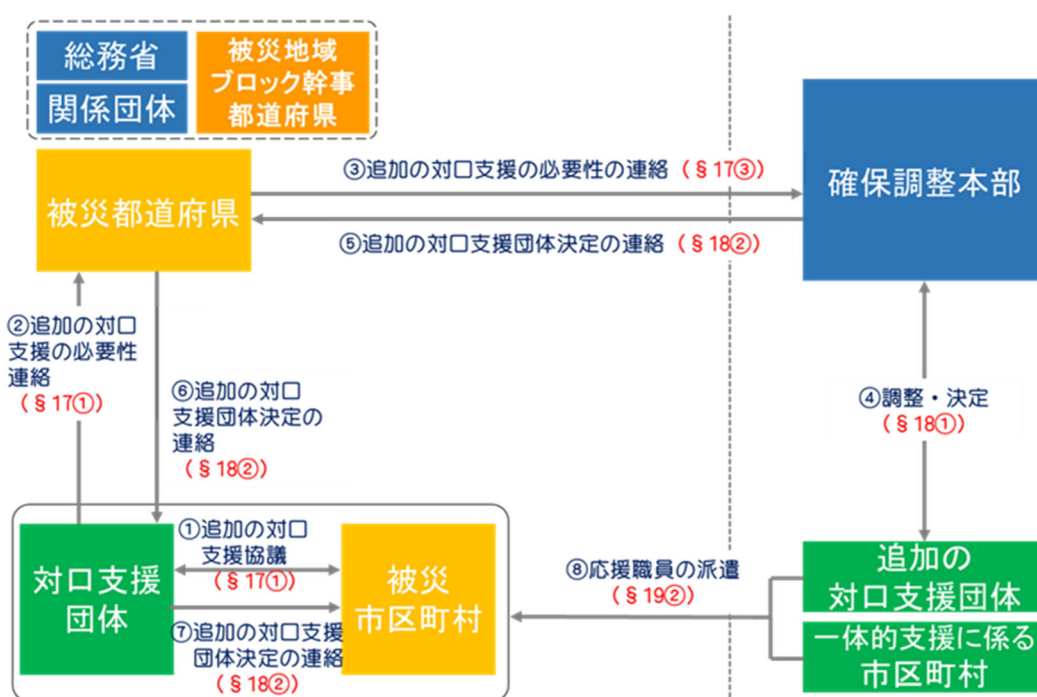 総務省
関係団体
被災地域
ブロック幹事
都道府県
被災都道府県
③追加の対口支援の必要性の連絡（§17③）
⑤追加の対口支援団体決定の連絡（§18②）
確保調整本部
②追加の対口
支援の必要性
連絡
（§17①）
⑥追加の対口
支援団体決定の
連絡
（§18②）
④調整・決定
（§18①）
対口支援
団体
①追加の対口
支援協議
（§17①）
⑦追加の対口支援
団体決定の連絡
（§18②）
被災
市区町村
⑧応援職員の派遣
（§19②）
追加の
対口支援団体
一体的支援に係る
市区町村